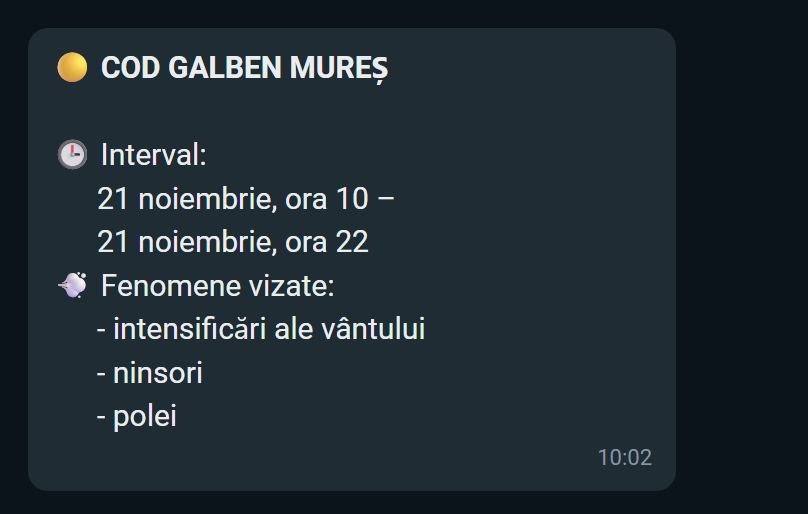 🟡 COD GALBEN MUREȘ
🕒 Interval:
21 noiembrie, ora 10 –
21 noiembrie, ora 22
💨 Fenomene vizate:
- intensificări ale vântului
- ninsori
- polei
10:02